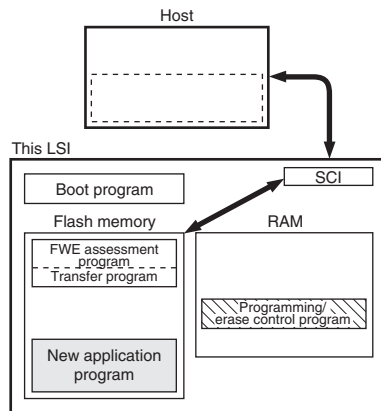 Host
This LSI
SCI
Boot program
Flash memory
RAM
FWE assessment
program
Transfer program
Programming/
erase control program
New application
program